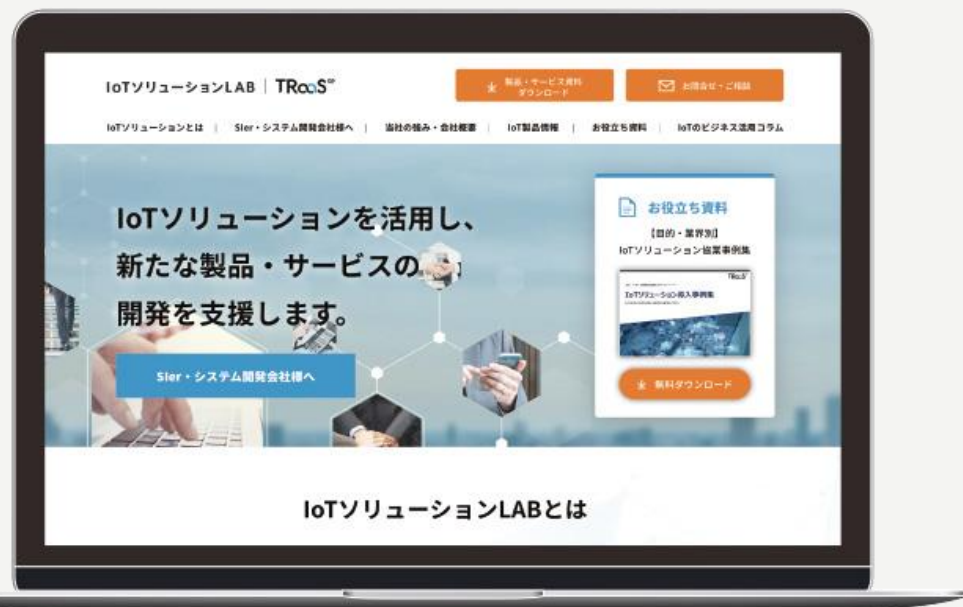 IoTソリューションLAB | TRaaS
製品・サービス資料
ダウンロード
お問合せ・ご相談
IoTソリューションとは | SIer・システム開発会社様へ | 当社の強み・会社概要 | IoT製品情報 | お役立ち資料 | IoTのビジネス活用コラム
IoTソリューションを活用し、
新たな製品・サービスの
開発を支援します。
SIer・システム開発会社様へ
お役立ち資料
【目的・業界別】
IoTソリューション協業事例集
TRaaS
IoTソリューション導入事例集
無料ダウンロード
IoTソリューションLABとは